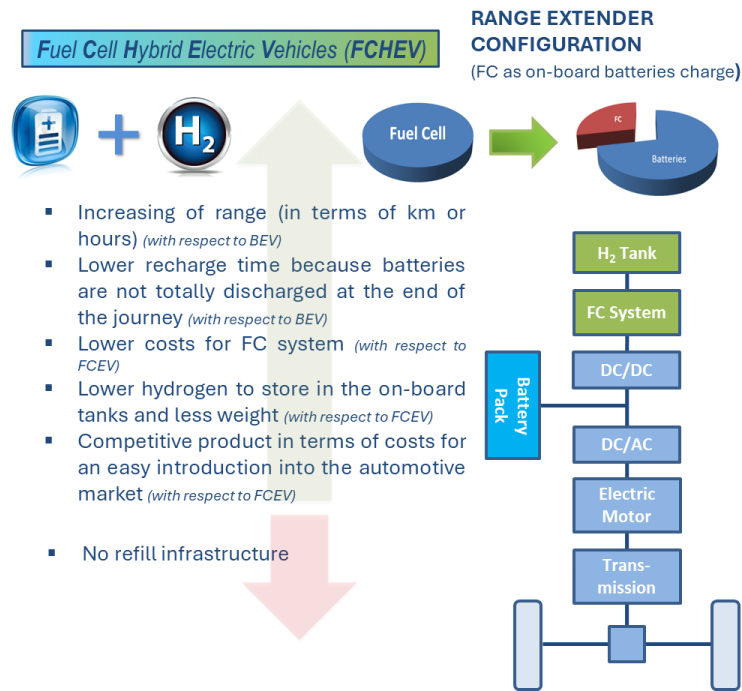 Fuel Cell Hybrid Electric Vehicles (FCHEV)
RANGE EXTENDER
CONFIGURATION
(FC as on-board batteries charge)
H2
Fuel Cell
FC
Batteries
▪ Increasing of range (in terms of km or
hours) (with respect to BEV)
▪ Lower recharge time because batteries
are not totally discharged at the end of
the journey (with respect to BEV)
▪ Lower costs for FC system (with respect to
FCEV)
▪ Lower hydrogen to store in the on-board
tanks and less weight (with respect to FCEV)
▪ Competitive product in terms of costs for
an easy introduction into the automotive
market (with respect to FCEV)
▪ No refill infrastructure
H2 Tank
FC System
DC/DC
Battery
Pack
DC/AC
Electric
Motor
Trans-
mission